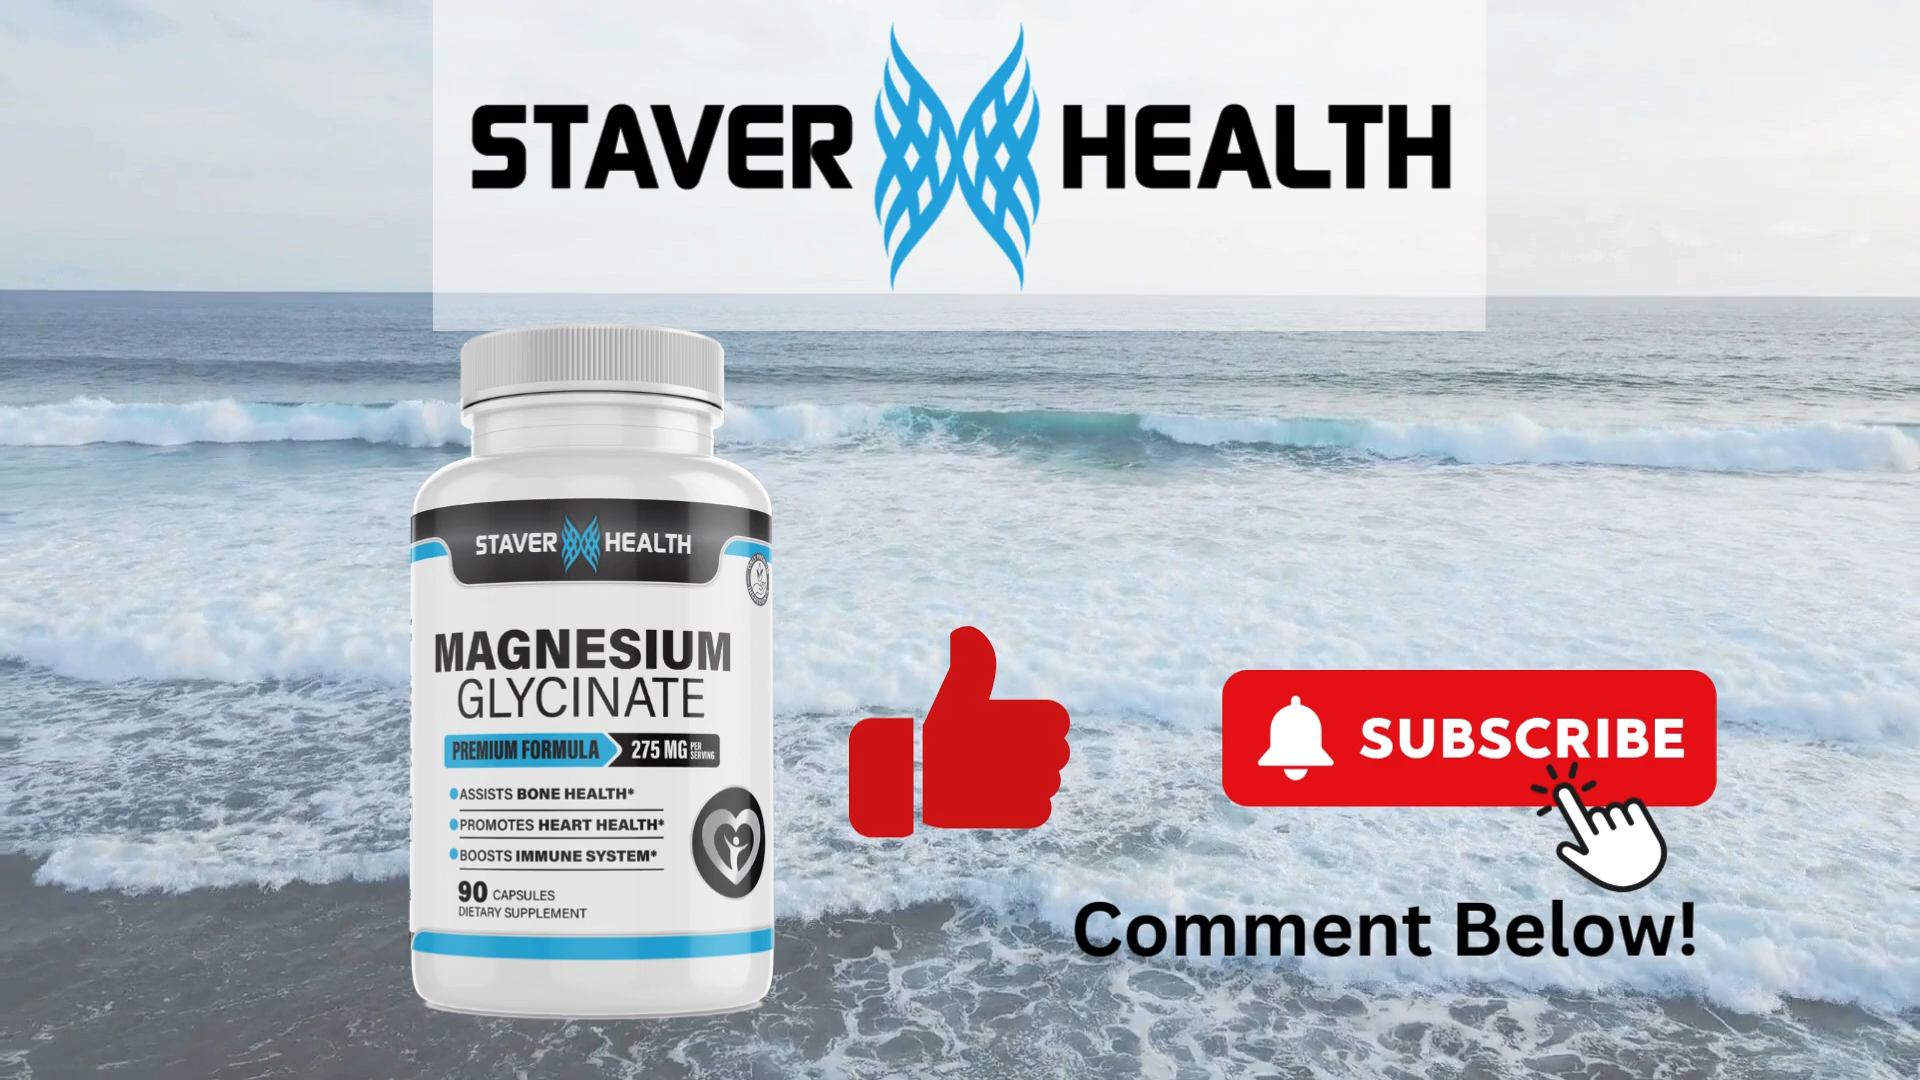 STAVER HEALTH
STAVER HEALTH
MAGNESIUM
GLYCINATE
PREMIUM FORMULA 275 MG PER SERVING
ASSISTS BONE HEALTH*
PROMOTES HEART HEALTH*
BOOSTS IMMUNE SYSTEM*
90 CAPSULES
DIETARY SUPPLEMENT
SUBSCRIBE
Comment Below!